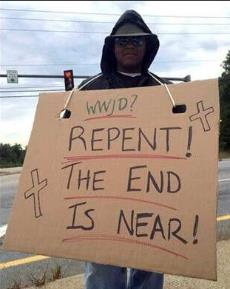 WWJD?
REPENT!
THE END
IS NEAR!